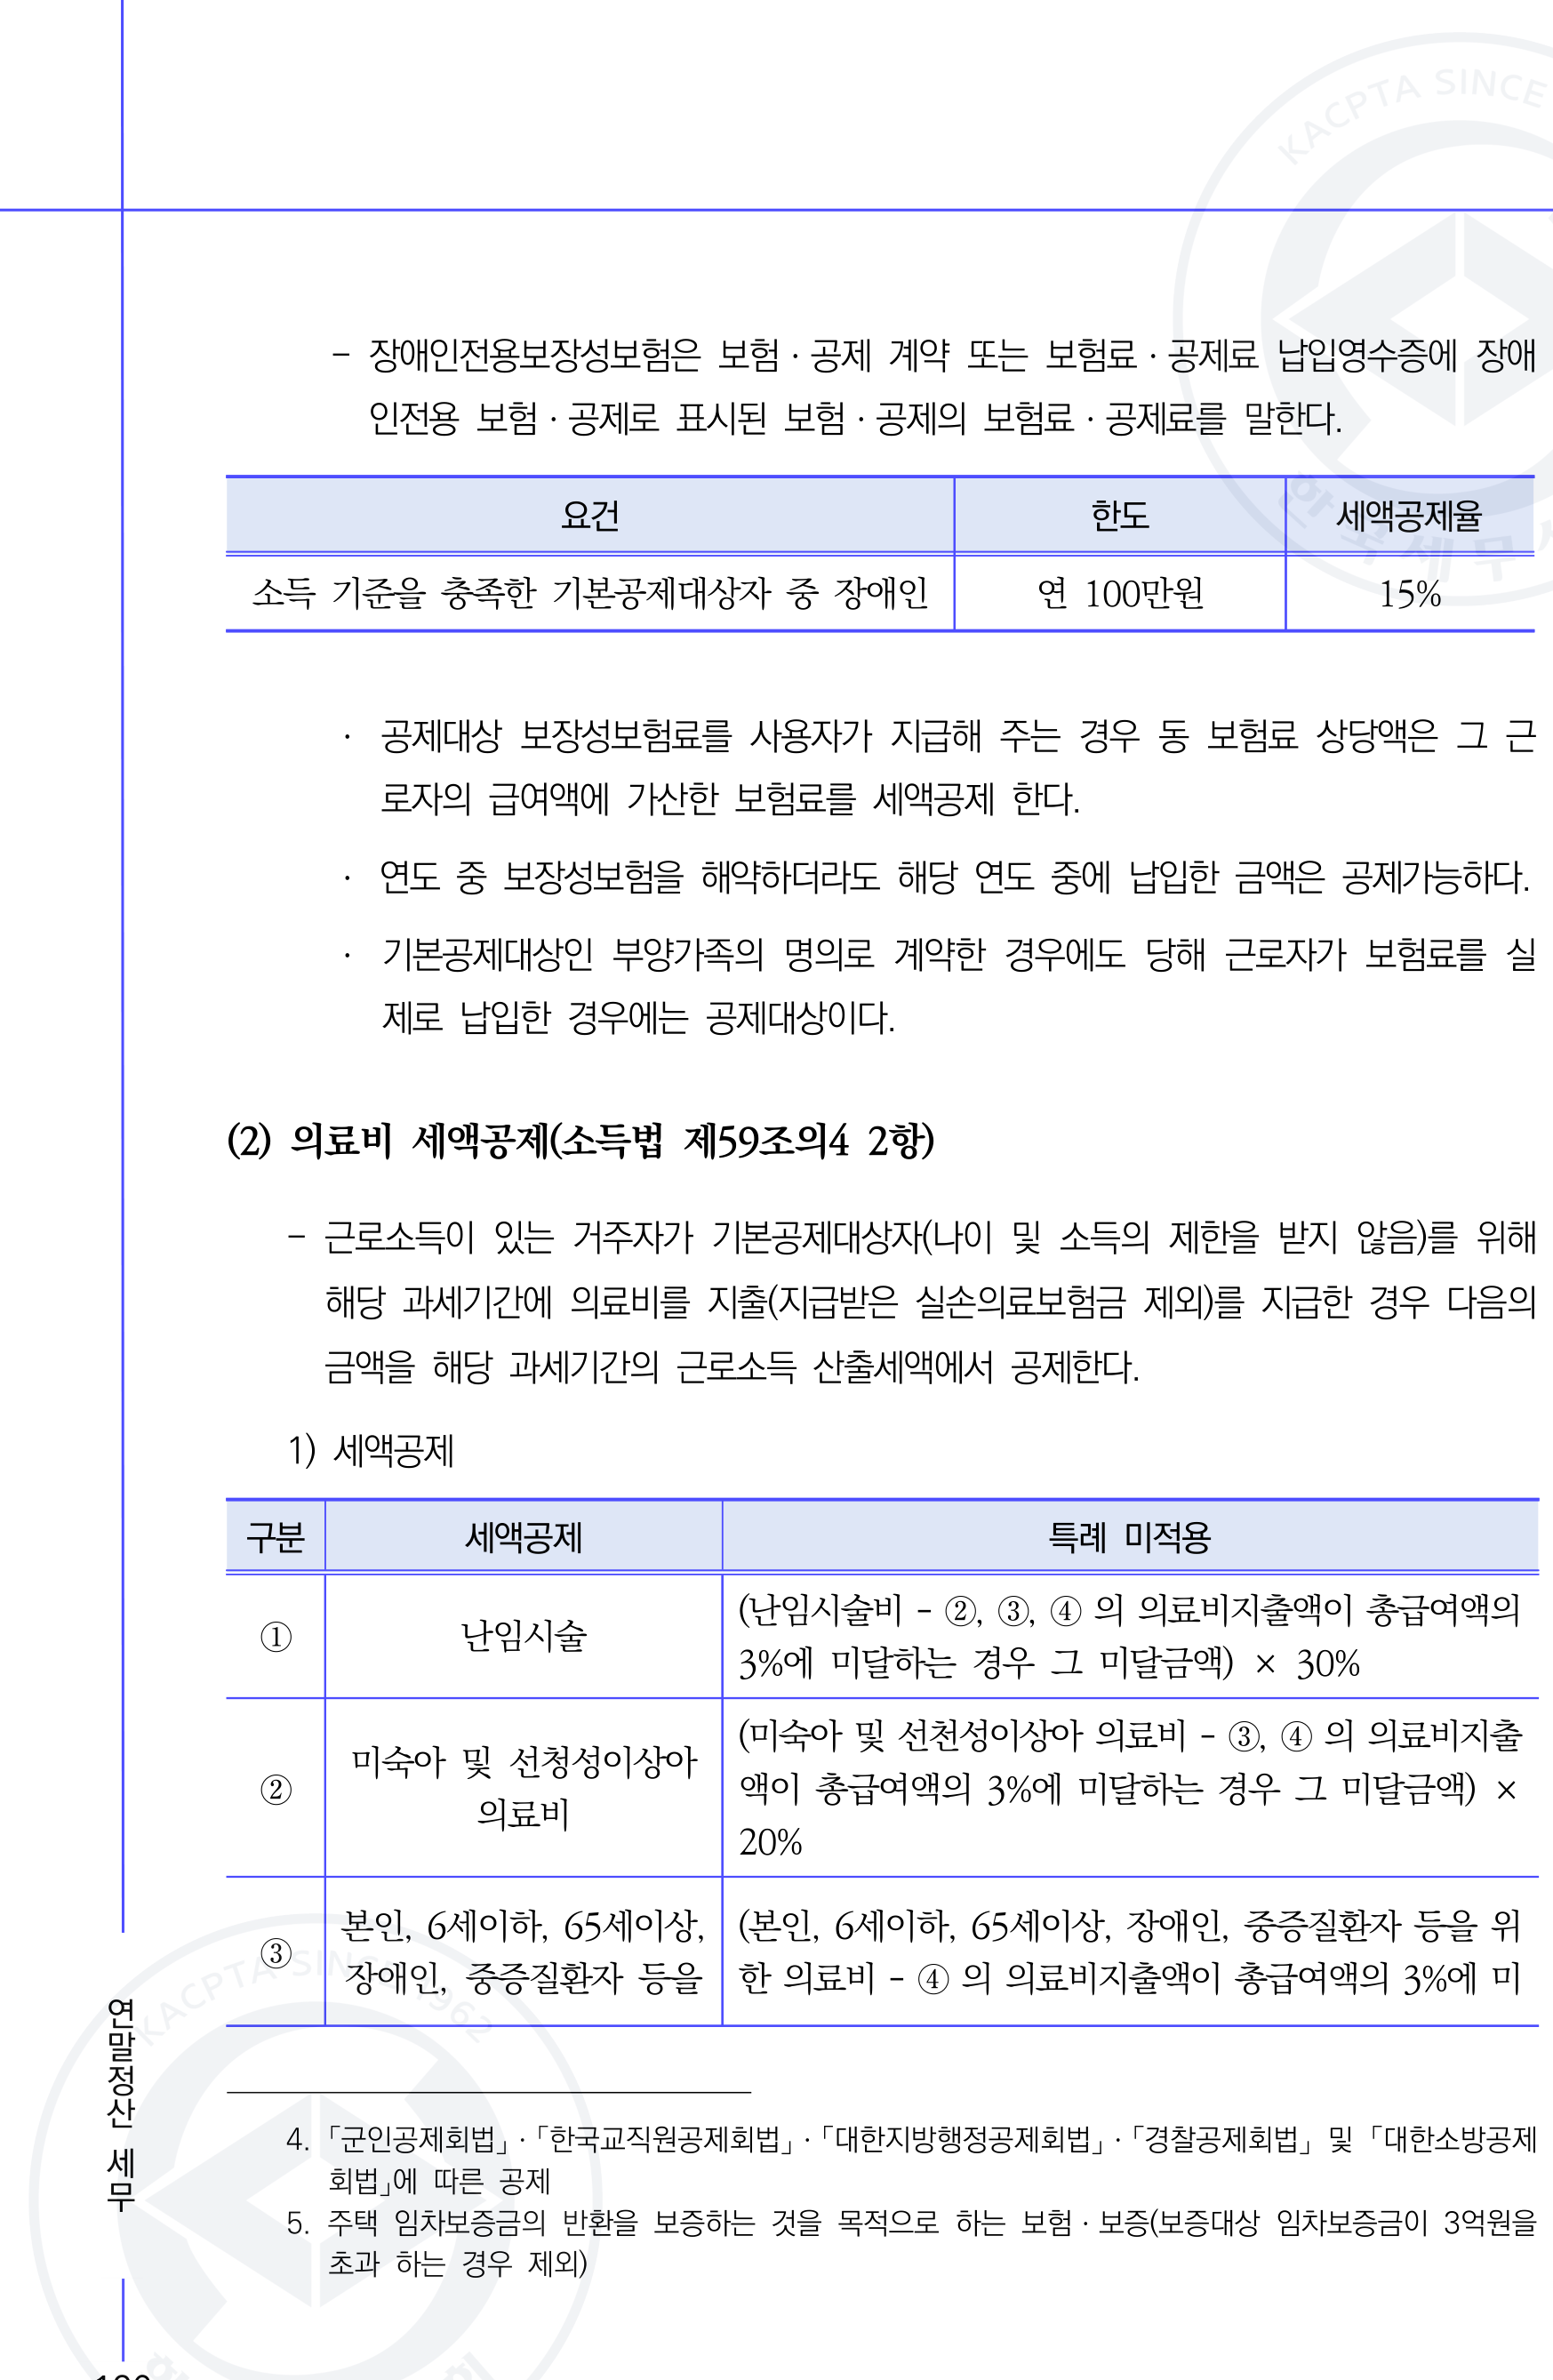 KACPTA SINCE
- 장애인전용보장성보험은 보험·공제 계약 또는 보험료·공제료 납입영수증에 장애
인전용 보험·공제로 표시된 보험·공제의 보험료·공제료를 말한다.
요건 한도 세액공제율
한국세무
소득 기준을 충족한 기본공제대상자 중 장애인 연 100만원 15%
· 공제대상 보장성보험료를 사용자가 지급해 주는 경우 동 보험료 상당액은 그 근
로자의 급여액에 가산한 보험료를 세액공제 한다.
· 연도 중 보장성보험을 해약하더라도 해당 연도 중에 납입한 금액은 공제가능하다.
· 기본공제대상인 부양가족의 명의로 계약한 경우에도 당해 근로자가 보험료를 실
제로 납입한 경우에는 공제대상이다.
(2) 의료비 세액공제(소득법 제59조의4 2항)
- 근로소득이 있는 거주자가 기본공제대상자(나이 및 소득의 제한을 받지 않음)를 위해
해당 과세기간에 의료비를 지출(지급받은 실손의료보험금 제외)를 지급한 경우 다음의
금액을 해당 과세기간의 근로소득 산출세액에서 공제한다.
1) 세액공제
구분 세액공제 특례 미적용
① 난임시술 (난임시술비 - ②, ③, ④ 의 의료비지출액이 총급여액의
3%에 미달하는 경우 그 미달금액) × 30%
② 미숙아 및 선청성이상아
의료비
(미숙아 및 선천성이상아 의료비 - ③, ④ 의 의료비지출
액이 총급여액의 3%에 미달하는 경우 그 미달금액) ×
20%
③ 본인, 6세이하, 65세이상,
장애인, 중증질환자 등을
(본인, 6세이하, 65세이상, 장애인, 중증질환자 등을 위
한 의료비 - ④ 의 의료비지출액이 총급여액의 3%에 미
KACPTA SINCE 1962
4. 「군인공제회법」·「한국교직원공제회법」·「대한지방행정공제회법」·「경찰공제회법」 및 「대한소방공제
회법」에 따른 공제
5. 주택 임차보증금의 반환을 보증하는 것을 목적으로 하는 보험·보증(보증대상 임차보증금이 3억원을
초과 하는 경우 제외)
연말정산 세무